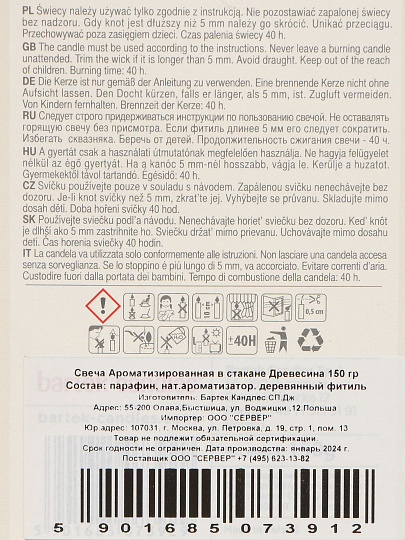 PL Świecy należy używać tylko zgodnie z instrukcją. Nie pozostawiać zapalonej świecy
bez nadzoru. Gdy knot jest dłuższy niż 5 mm należy go skrócić. Unikać przeciągu.
Przechowywać poza zasięgiem dzieci. Czas palenia świecy 40 h.
GB The candle must be used according to the instructions. Never leave a burning candle
unattended. Trim the wick if it is longer than 5 mm. Avoid draught. Keep out of the reach
of children. Burning time: 40 h.
DE Die Kerze ist nur gemäß der Anleitung zu verwenden. Eine brennende Kerze nicht ohne
Aufsicht lassen. Den Docht kürzen, falls er länger, als 5mm, ist. Zugluft vermeiden.
Von Kindern fernhalten. Brennzeit der Kerze: 40 h.
RU Следует строго придерживаться инструкции по пользованию свечой. Не оставлять
горящую свечу без присмотра. Если фитиль длиннее 5 мм его следует сократить.
Избегать сквазняка. Беречь от детей. Продолжительность сжигания свечи - 40 ч.
HU A gyertát csak a használati útmutatónak megfelelően használja. Ne hagyja felügyelet
nélkül az égő gyertyát. Ha a kanóc 5 mm-nél hosszabb, vágja le. Kerülje a huzatot.
Gyermekektől távol tartandó. Égésidő: 40 h.
CZ Svíčku používejte pouze v souladu s návodem. Zapálenou svíčku nenechávejte bez
dozoru. Je-li knot svíčky než 5 mm, zkraťte jej. Vyhýbejte se průvanu. Skladujte mimo
dosah dětí. Doba hoření svíčky 40 hod.
SK Používajte sviečku podľa návodu. Nenechávajte horieť sviečku bez dozoru. Keď knôt
je dlhší ako 5 mm zastrihnite ho. Sviečku držať mimo prievanu. Uchovávajte mimo dosahu
detí. Čas horenia sviečky 40 hodín.
IT La candela va utilizzata solo conformemente alle istruzioni. Non lasciare una candela accesa
senza sorveglianza. Se lo stoppino è più lungo di 5 mm, va accorciato. Evitare correnti d'aria.
Custodire fuori dalla portata dei bambini. Tempo di combustione della candela: 40 h.
10 cm
0,5 cm
±40H
Свеча Ароматизированная в стакане Древесина 150 гр
Состав: парафин, нат.ароматизатор. деревянный фитиль
Изготовитель: Бартек Кандлес СП.Дж
Адрес: 55-200 Олава,Быстшица, ул. Воджицки ,12.Польша
Импортер: ООО "СЕРВЕР"
Юр адрес: 107031, г. Москва, ул. Петровка, д. 19, стр. 1, пом. 13
Товар не подлежит обязательной сертификации.
Срок годности не ограничен. Дата производства: январь 2024 г.
Поставщик ООО "СЕРВЕР" +7 (495) 623-13-82
5 901685 073912